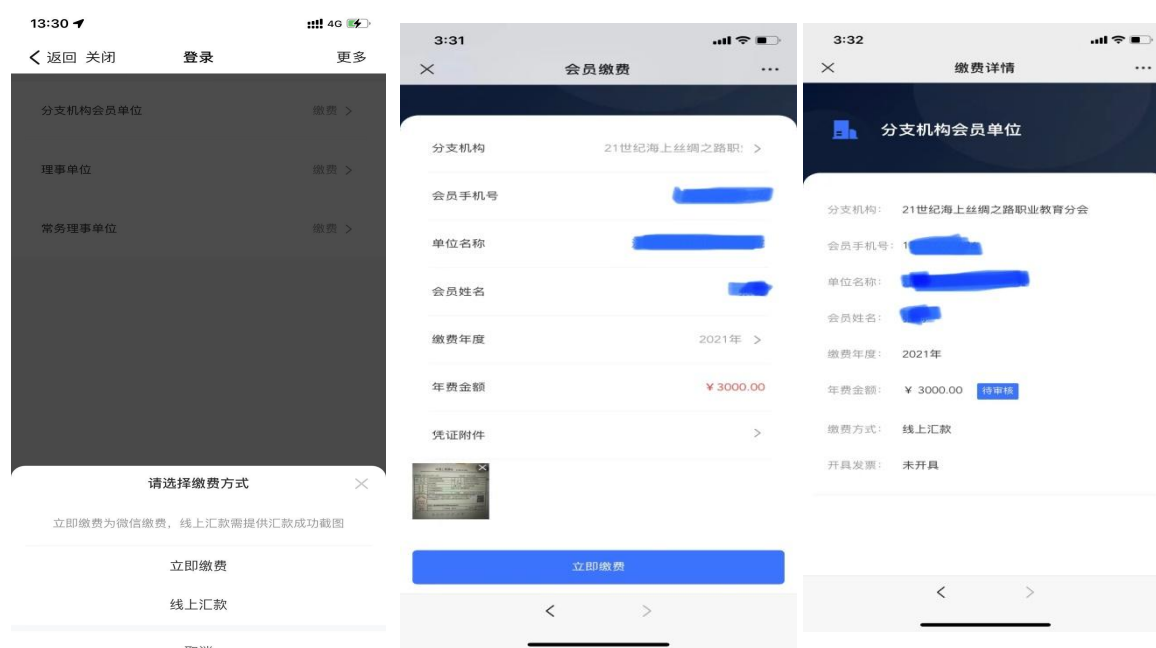 13:30
4G
返回 关闭 登录 更多
分支机构会员单位 缴费
理事单位 缴费
常务理事单位 缴费
请选择缴费方式
立即缴费为微信缴费，线上汇款需提供汇款成功截图
立即缴费
线上汇款
3:31
会员缴费
分支机构 21世纪海上丝绸之路职
会员手机号
单位名称
会员姓名
缴费年度 2021年
年费金额 ¥3000.00
凭证附件
立即缴费
3:32
缴费详情
分支机构会员单位
分支机构： 21世纪海上丝绸之路职业教育分会
会员手机号： 1
单位名称：
会员姓名：
缴费年度： 2021年
年费金额： ¥ 3000.00 待审核
缴费方式： 线上汇款
开具发票： 未开具